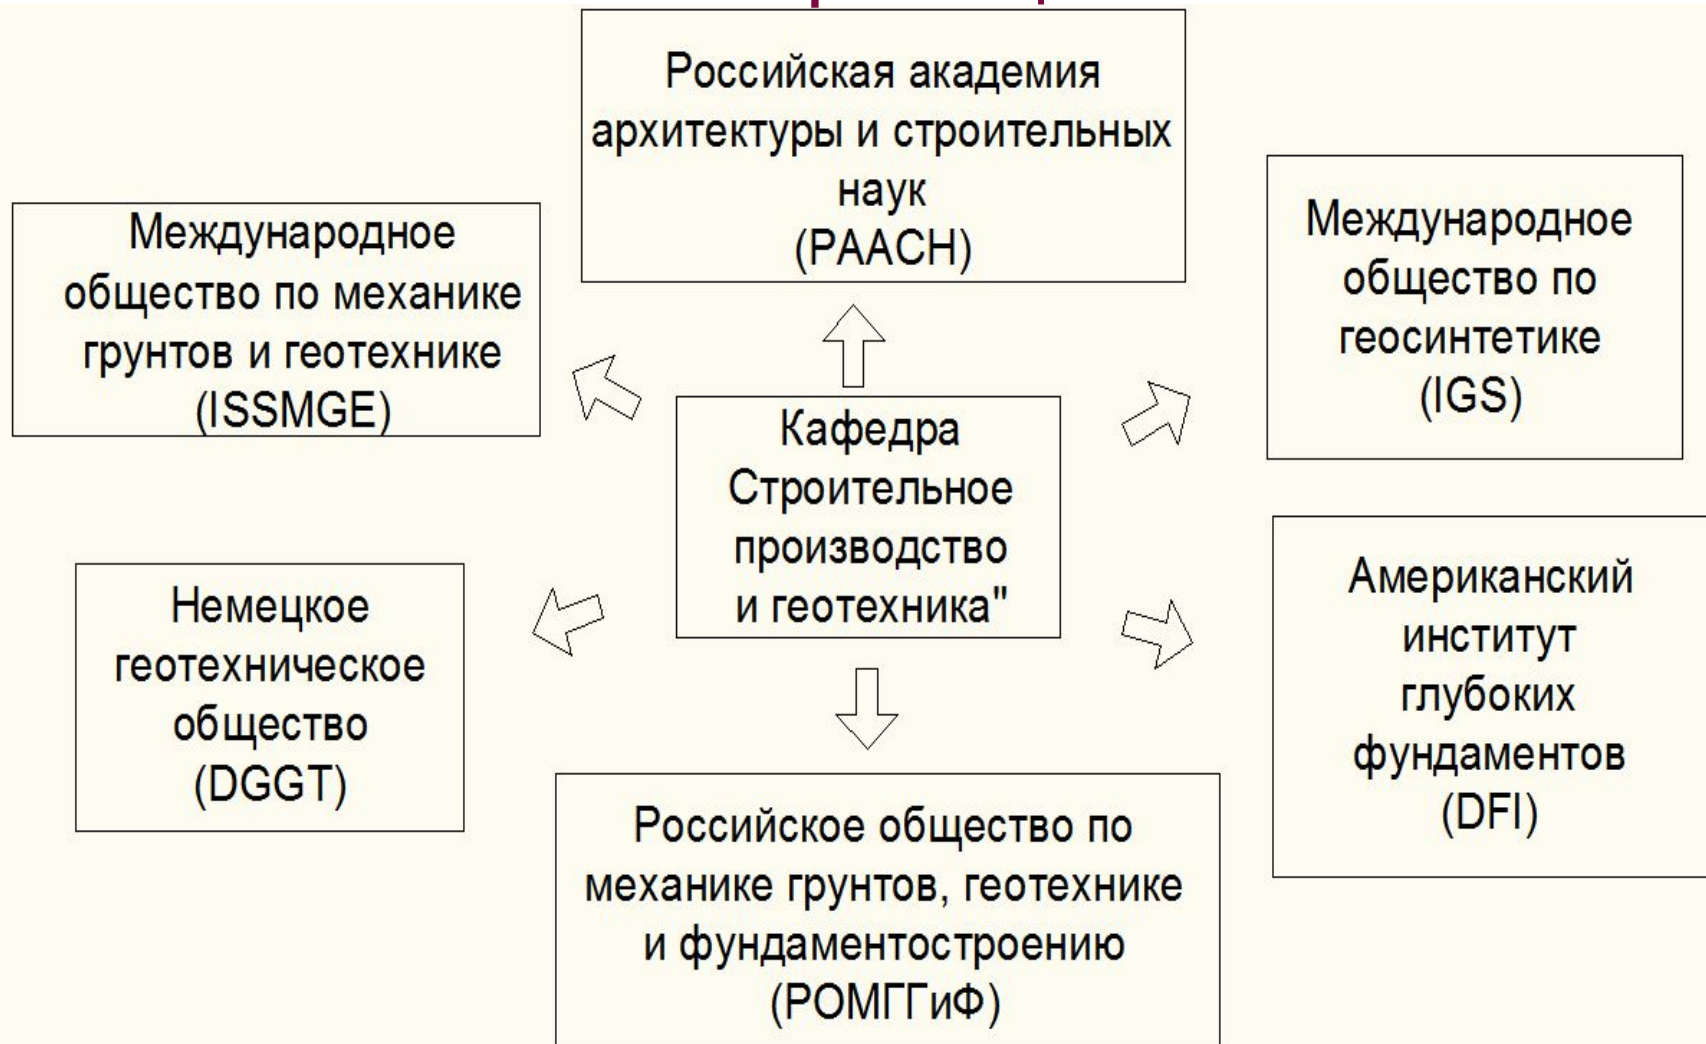 Российская академия
архитектуры и строительных
наук
(РААСН)
Международное
общество по механике
грунтов и геотехнике
(ISSMGE)
Международное
общество по
геосинтетике
(IGS)
Кафедра
Строительное
производство
и геотехника"
Немецкое
геотехническое
общество
(DGGT)
Американский
институт
глубоких
фундаментов
(DFI)
Российское общество по
механике грунтов, геотехнике
и фундаментостроению
(РОМГГиФ)